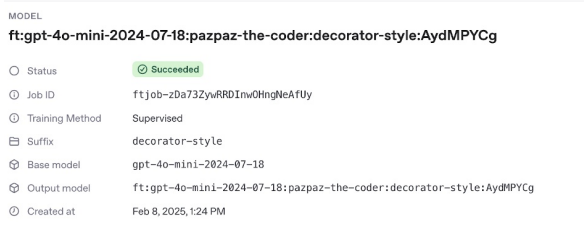 MODEL
ft:gpt-4o-mini-2024-07-18:pazpaz-the-coder:decorator-style:AydMPYCg
Status Succeeded
Job ID ftjob-zDa73ZywRRDInwOHngNeAfUy
Training Method Supervised
Suffix decorator-style
Base model gpt-4o-mini-2024-07-18
Output model ft:gpt-4o-mini-2024-07-18:pazpaz-the-coder:decorator-style:AydMPYCg
Created at Feb 8, 2025, 1:24 PM